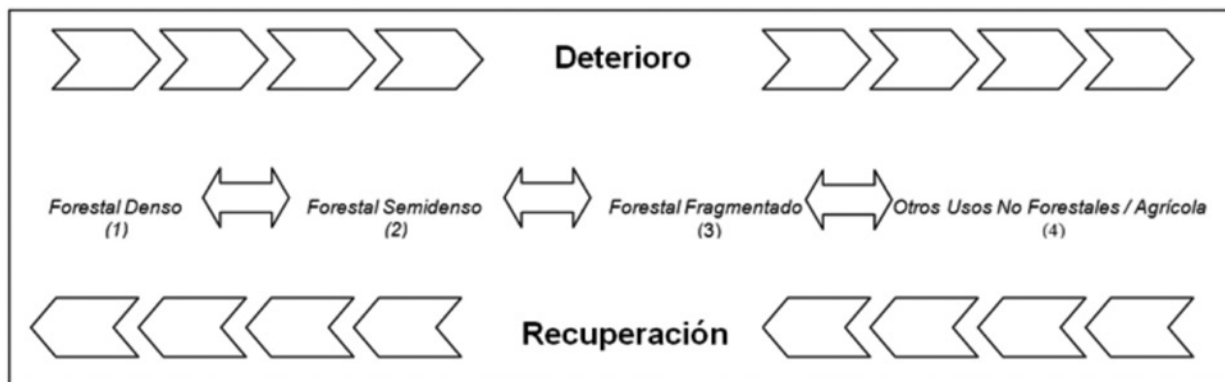 Deterioro
Forestal Denso Forestal Semidenso Forestal Fragmentado Otros Usos No Forestales / Agrícola
(1) (2) (3) (4)
Recuperación